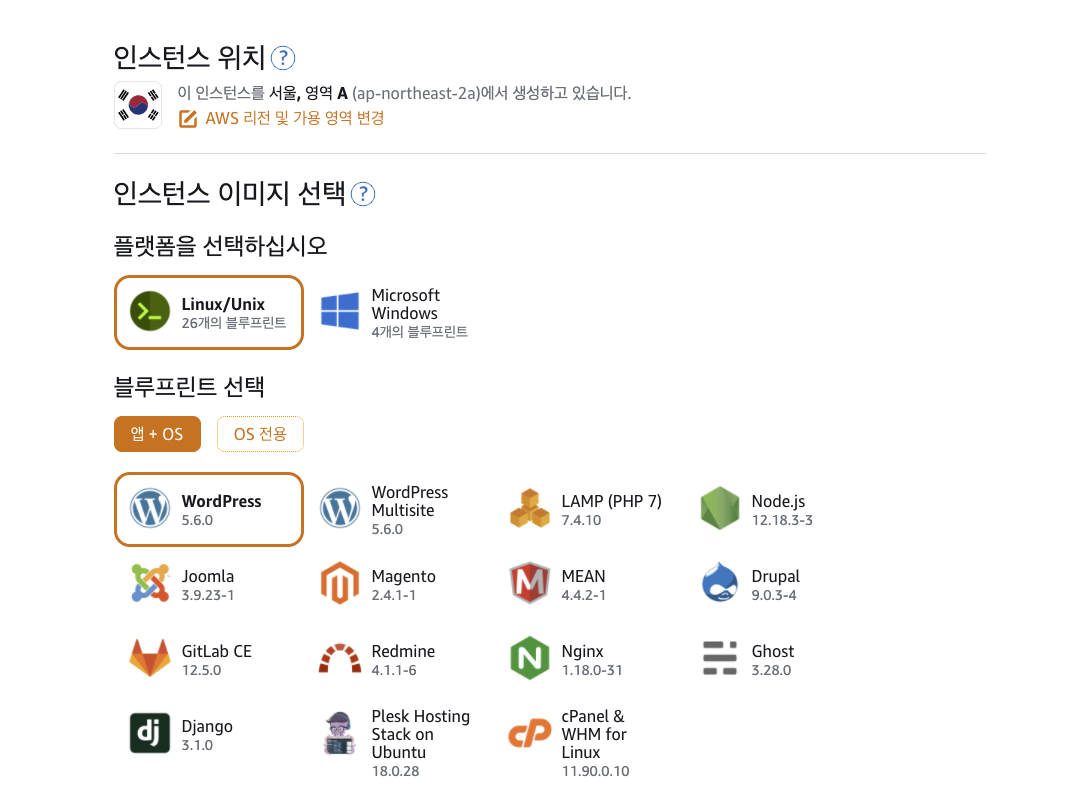 인스턴스 위치 ?
이 인스턴스를 서울, 영역 A (ap-northeast-2a)에서 생성하고 있습니다.
AWS 리전 및 가용 영역 변경
인스턴스 이미지 선택 ?
플랫폼을 선택하십시오
Linux/Unix
26개의 블루프린트
Microsoft
Windows
4개의 블루프린트
블루프린트 선택
앱 + OS
OS 전용
WordPress
5.6.0
WordPress
Multisite
5.6.0
LAMP (PHP 7)
7.4.10
Node.js
12.18.3-3
Joomla
3.9.23-1
Magento
2.4.1-1
MEAN
4.4.2-1
Drupal
9.0.3-4
GitLab CE
12.5.0
Redmine
4.1.1-6
Nginx
1.18.0-31
Ghost
3.28.0
dj
Django
3.1.0
Plesk Hosting
Stack on
Ubuntu
18.0.28
cP
cPanel &
WHM for
Linux
11.90.0.10